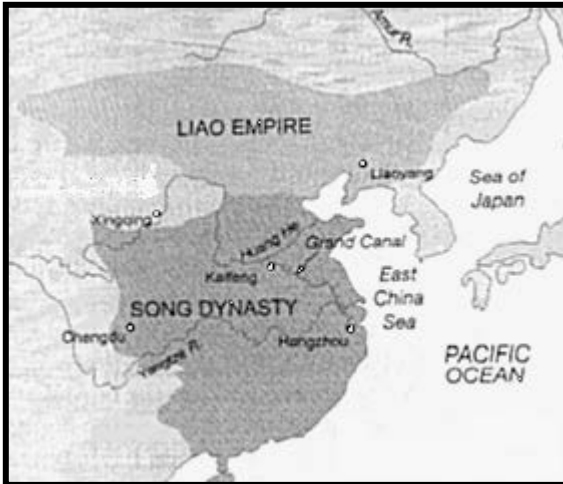 Amur R.
LIAO EMPIRE
Liaoyang
Sea of
Japan
Xingqing
Huang He
Grand Canal
Kaifeng
East
China
Sea
SONG DYNASTY
Chengdu
Yangtze R.
Hangzhou
PACIFIC
OCEAN